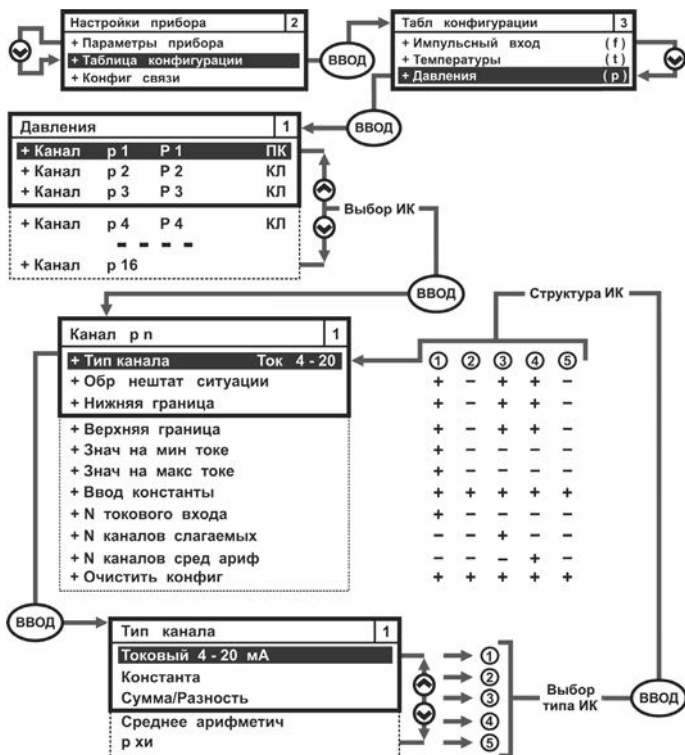 Настройки прибора 2
+ Параметры прибора
+ Таблица конфигурации
+ Конфиг связи
ВВОД
Табл конфигурации 3
+ Импульсный вход ( f )
+ Температуры ( t )
+ Давления ( p )
ВВОД
Давления 1
+ Канал p 1 P 1 ПК
+ Канал p 2 P 2 КЛ
+ Канал p 3 P 3 КЛ
+ Канал p 4 P 4 КЛ
- - - -
+ Канал p 16
Выбор ИК
ВВОД
Структура ИК
Канал p n 1
① ② ③ ④ ⑤
+ Тип канала Ток 4 - 20
+ Обр нештат ситуации + − + + −
+ Нижняя граница + − + + −
+ Верхняя граница + − + + −
+ Знач на мин токе + − − − −
+ Знач на макс токе + − − − −
+ Ввод константы + + + + +
+ N токового входа + − − − −
+ N каналов слагаемых − − + − −
+ N каналов сред ариф − − − + −
+ Очистить конфиг + + + + +
ВВОД
Тип канала 1
Токовый 4 - 20 мА ①
Константа ②
Сумма/Разность ③
Среднее арифметич ④
р хи ⑤
Выбор
типа ИК
ВВОД